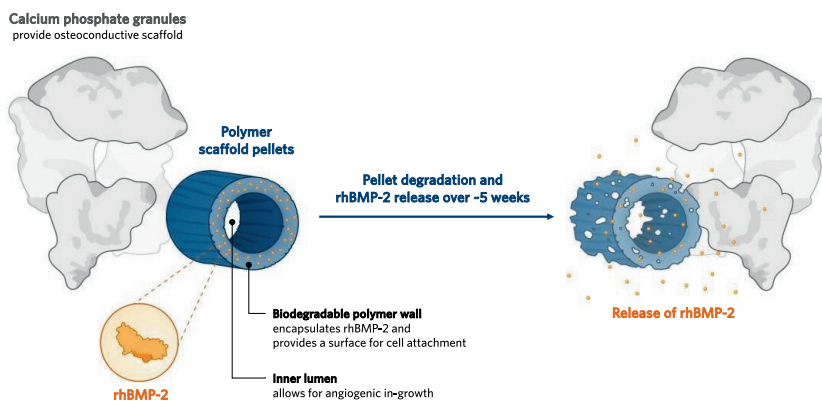 Calcium phosphate granules
provide osteoconductive scaffold
Polymer
scaffold pellets
Pellet degradation and
rhBMP-2 release over ~5 weeks
Biodegradable polymer wall
encapsulates rhBMP-2 and
provides a surface for cell attachment
Inner lumen
allows for angiogenic in-growth
rhBMP-2
Release of rhBMP-2